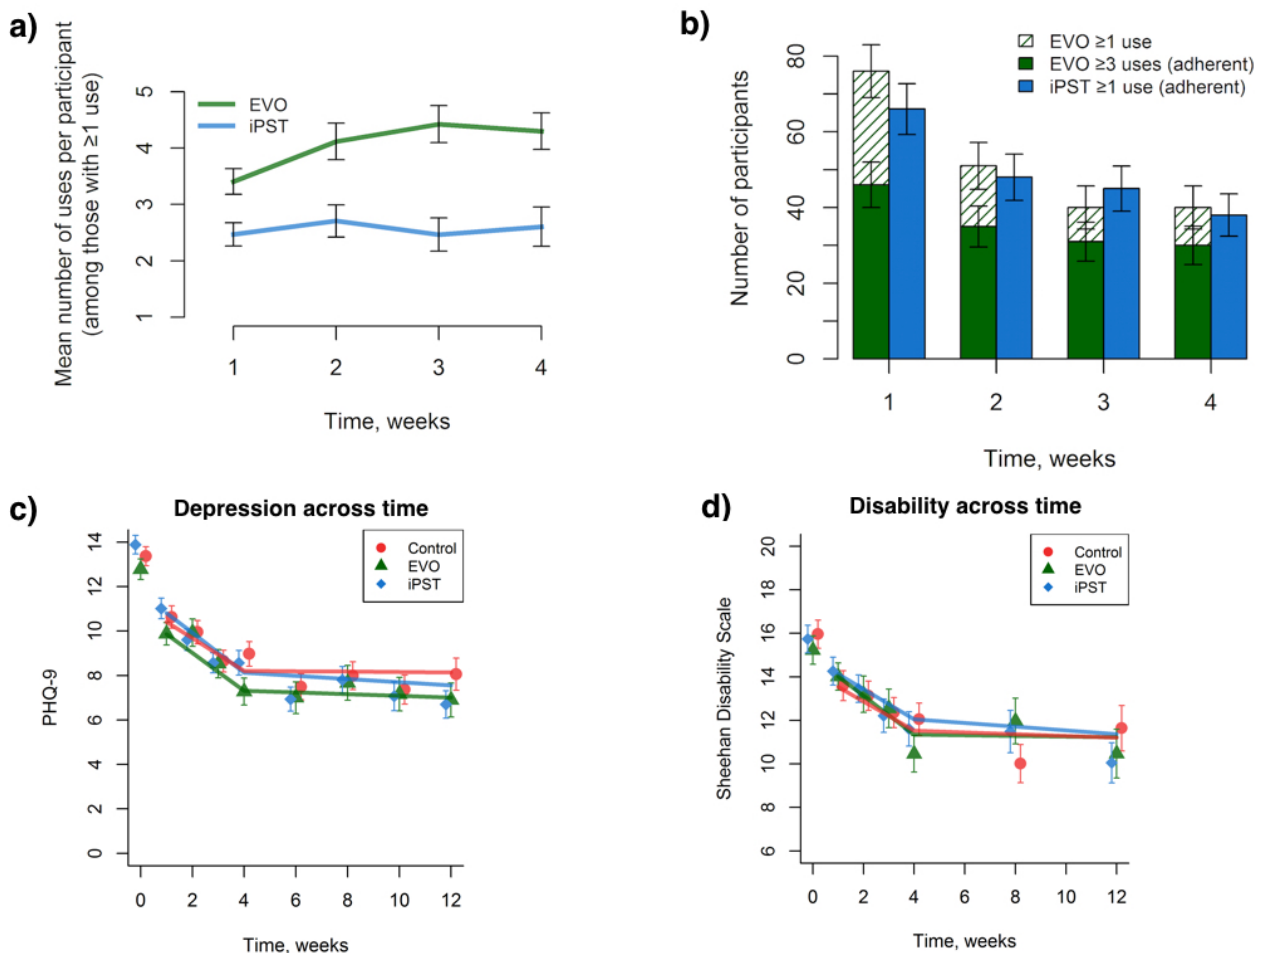 a)
Mean number of uses per participant
(among those with ≥1 use)
5
4
3
2
1
EVO
iPST
1 2 3 4
Time, weeks
b)
Number of participants
80
60
40
20
0
EVO ≥1 use
EVO ≥3 uses (adherent)
iPST ≥1 use (adherent)
1 2 3 4
Time, weeks
c)
Depression across time
PHQ-9
14
12
10
8
6
4
2
0
Control
EVO
iPST
0 2 4 6 8 10 12
Time, weeks
d)
Disability across time
Sheehan Disability Scale
20
18
16
14
12
10
8
6
Control
EVO
iPST
0 2 4 6 8 10 12
Time, weeks